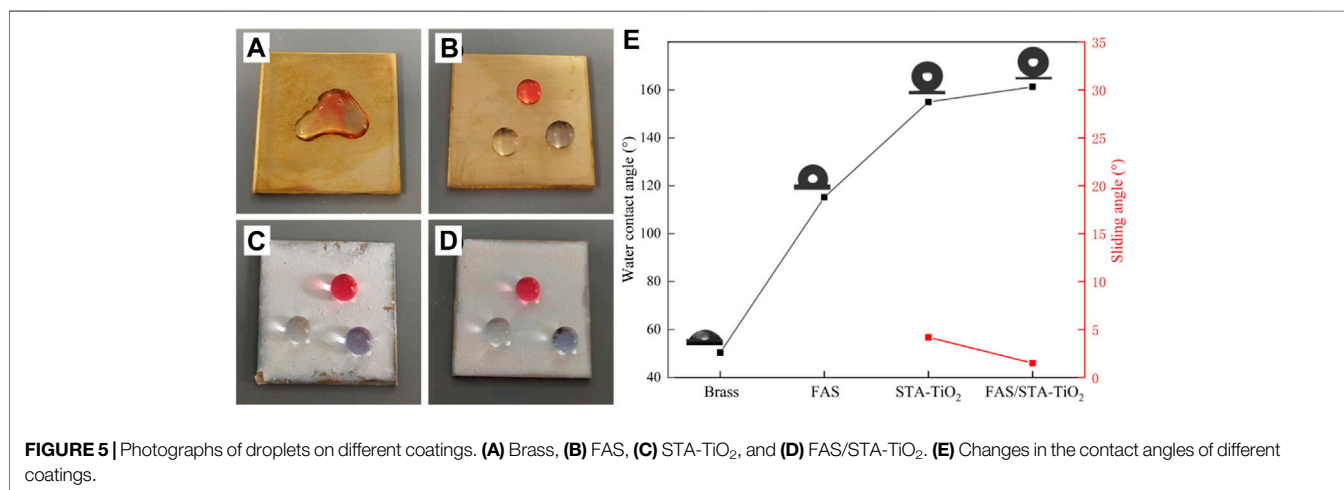 A
B
C
D
E
Water contact angle (°)
160
140
120
100
80
60
40
Brass
FAS
STA-TiO₂
FAS/STA-TiO₂
35
30
25
20
15
10
5
0
Sliding angle (°)
FIGURE 5 | Photographs of droplets on different coatings. (A) Brass, (B) FAS, (C) STA-TiO₂, and (D) FAS/STA-TiO₂. (E) Changes in the contact angles of different
coatings.